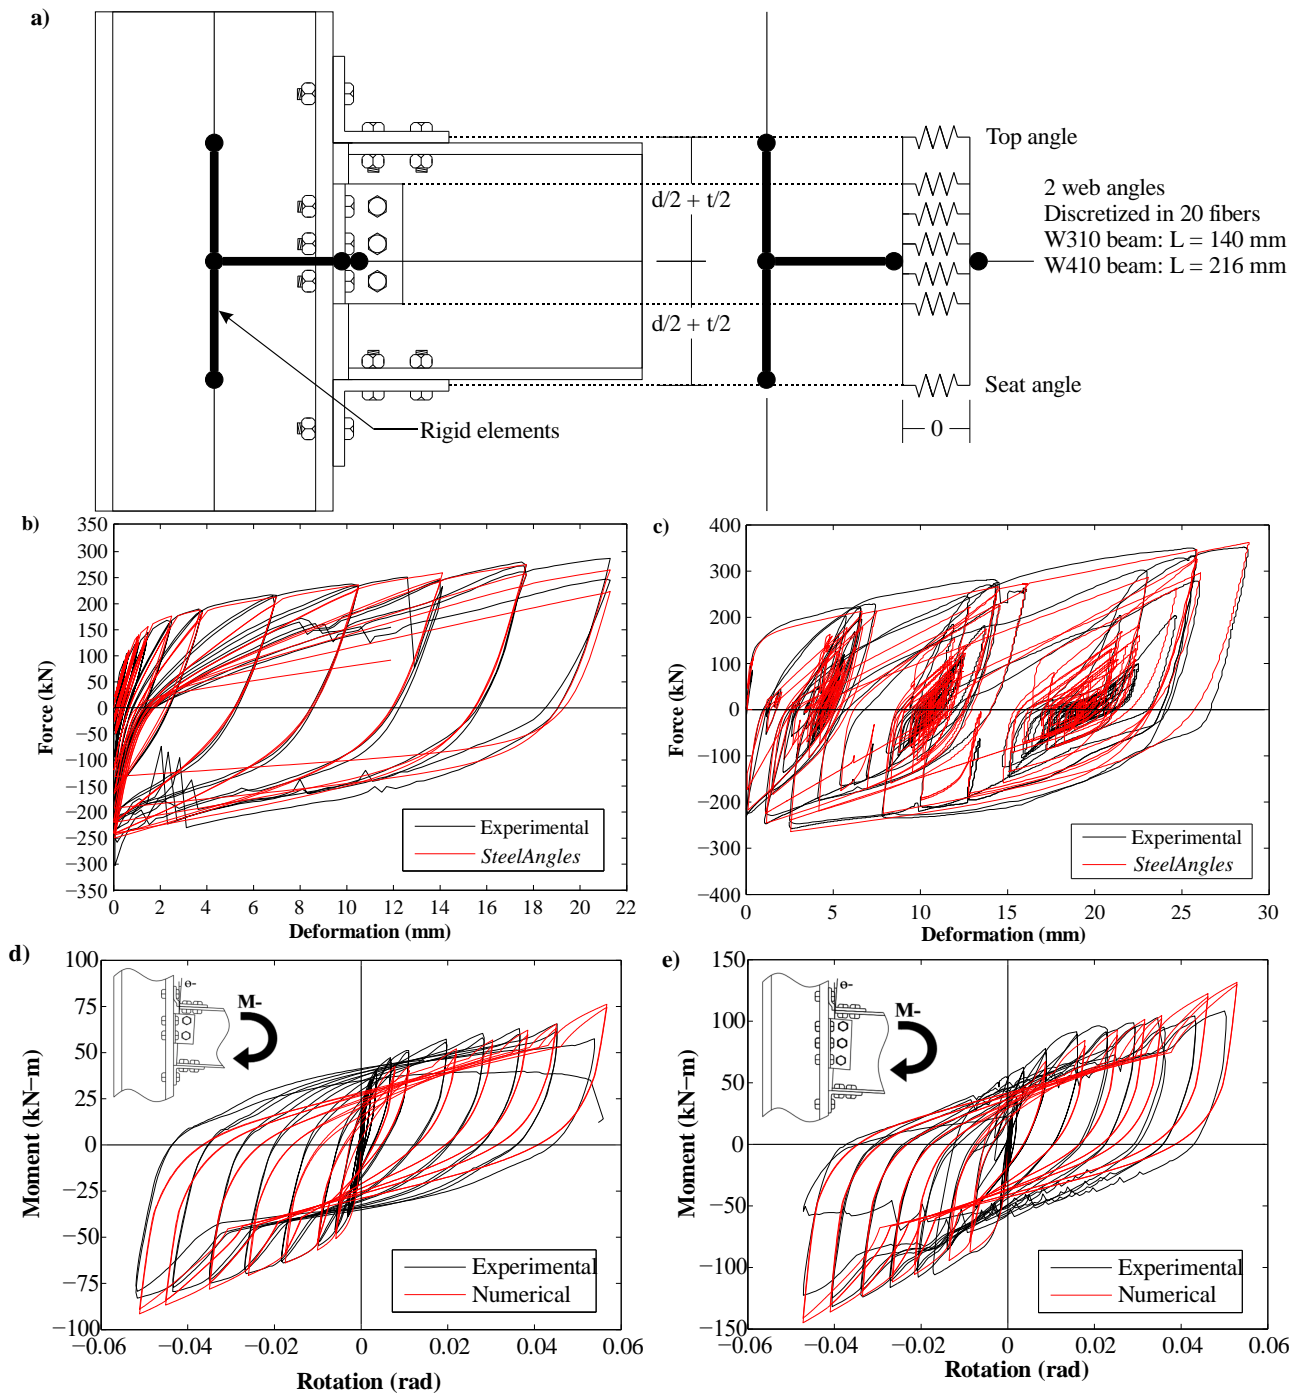 a)
Top angle
2 web angles
Discretized in 20 fibers
W310 beam: L = 140 mm
W410 beam: L = 216 mm
d/2 + t/2
d/2 + t/2
Seat angle
0
Rigid elements
b)
350
300
250
200
150
100
50
0
−50
−100
−150
−200
−250
−300
−350
Force (kN)
0 2 4 6 8 10 12 14 16 18 20 22
Deformation (mm)
Experimental
SteelAngles
c)
400
300
200
100
0
−100
−200
−300
−400
Force (kN)
0 5 10 15 20 25 30
Deformation (mm)
Experimental
SteelAngles
d)
100
75
50
25
0
−25
−50
−75
−100
Moment (kN−m)
−0.06 −0.04 −0.02 0 0.02 0.04 0.06
Rotation (rad)
ɵ-
M-
Experimental
Numerical
e)
150
100
50
0
−50
−100
−150
Moment (kN−m)
−0.06 −0.04 −0.02 0 0.02 0.04 0.06
Rotation (rad)
ɵ-
M-
Experimental
Numerical